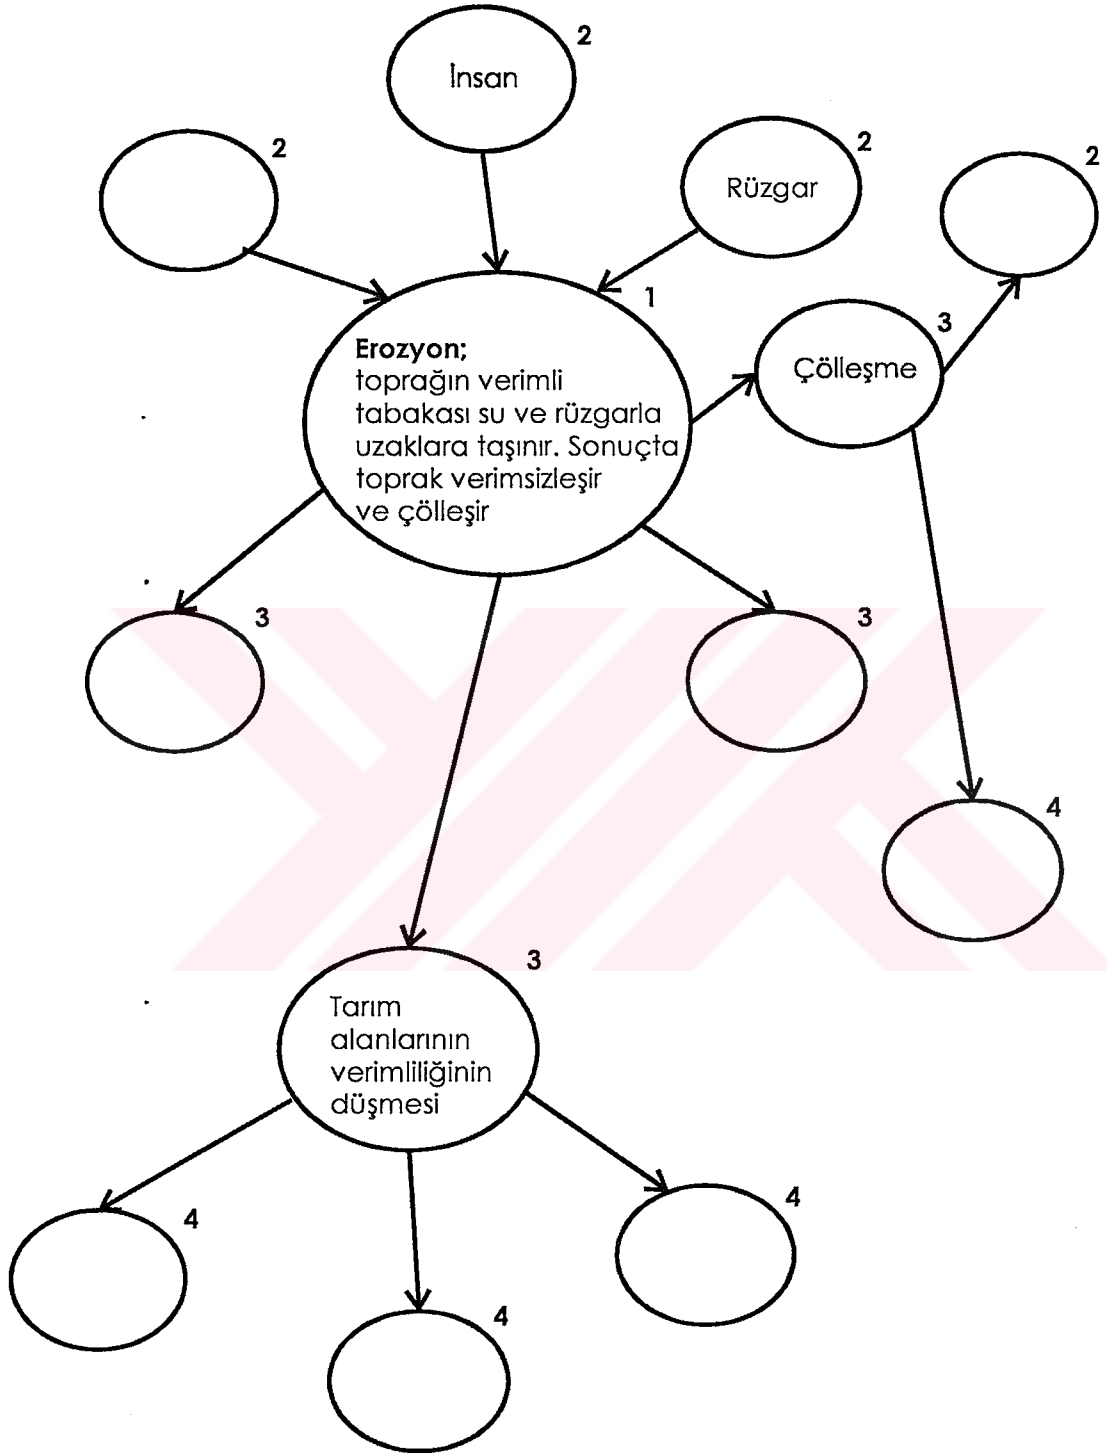 2
İnsan
2
2
Rüzgar
2
1
Erozyon;
toprağın verimli
tabakası su ve rüzgarla
uzaklara taşınır. Sonuçta
toprak verimsizleşir
ve çölleşir
3
Çölleşme
3
3
4
3
Tarım
alanlarının
verimliliğinin
düşmesi
4
4
4